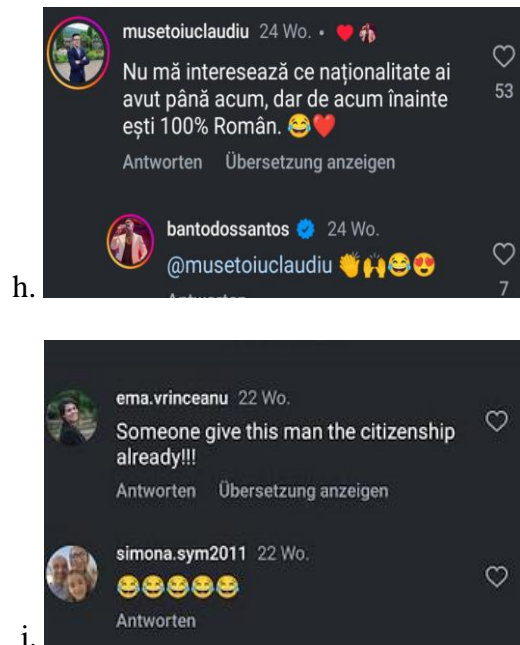 musetoiuclaudiu 24 Wo. • ❤️
Nu mă interesează ce naționalitate ai
avut până acum, dar de acum înainte
ești 100% Român. 😂❤️
53
Antworten Übersetzung anzeigen
bantodossantos 24 Wo.
@musetoiuclaudiu 👏🙌😂😍
7
h.
ema.vrinceanu 22 Wo.
Someone give this man the citizenship
already!!!
Antworten Übersetzung anzeigen
simona.sym2011 22 Wo.
😂😂😂😂😂
Antworten
i.